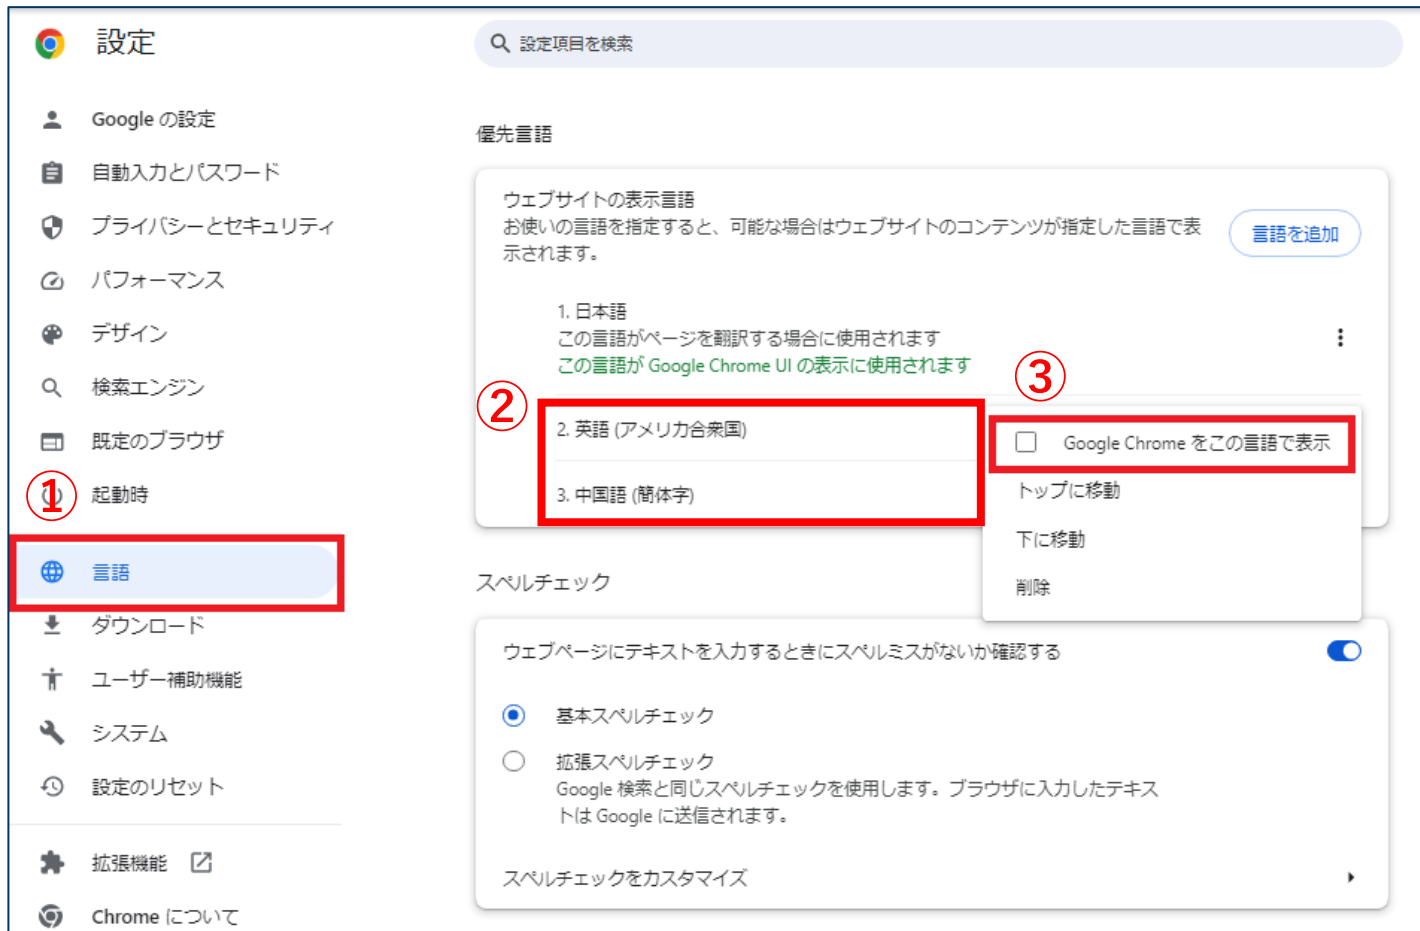 設定
設定項目を検索
Google の設定
自動入力とパスワード
プライバシーとセキュリティ
パフォーマンス
デザイン
検索エンジン
既定のブラウザ
①
起動時
言語
ダウンロード
ユーザー補助機能
システム
設定のリセット
拡張機能
Chrome について
優先言語
ウェブサイトの表示言語
お使いの言語を指定すると、可能な場合はウェブサイトのコンテンツが指定した言語で表
示されます。
言語を追加
1. 日本語
この言語がページを翻訳する場合に使用されます
この言語が Google Chrome UI の表示に使用されます
②
2. 英語 (アメリカ合衆国)
3. 中国語 (簡体字)
③
Google Chrome をこの言語で表示
トップに移動
下に移動
削除
スペルチェック
ウェブページにテキストを入力するときにスペルミスがないか確認する
基本スペルチェック
拡張スペルチェック
Google 検索と同じスペルチェックを使用します。ブラウザに入力したテキス
トは Google に送信されます。
スペルチェックをカスタマイズ